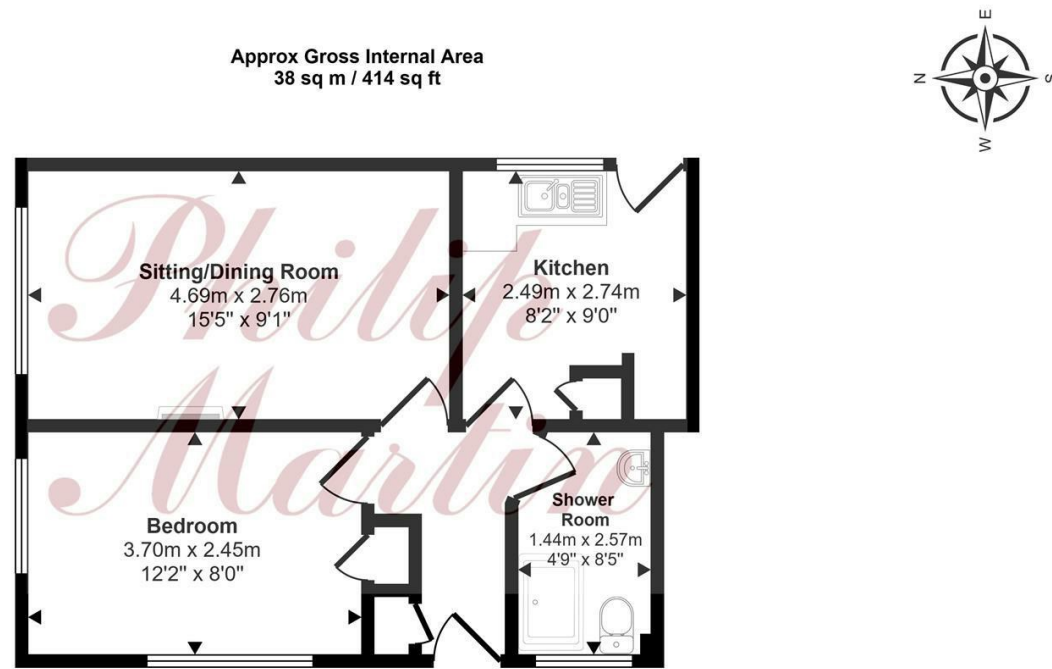 Approx Gross Internal Area
38 sq m / 414 sq ft
E
N
S
W
Philip
Martin
Sitting/Dining Room
4.69m x 2.76m
15'5" x 9'1"
Kitchen
2.49m x 2.74m
8'2" x 9'0"
Bedroom
3.70m x 2.45m
12'2" x 8'0"
Shower
Room
1.44m x 2.57m
4'9" x 8'5"